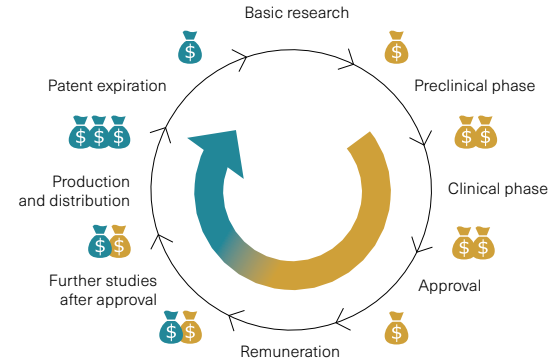 Basic research
$
$
Patent expiration
Preclinical phase
$$$
$$
Production
and distribution
Clinical phase
$$
$$
Further studies
after approval
Approval
$$
$
Remuneration